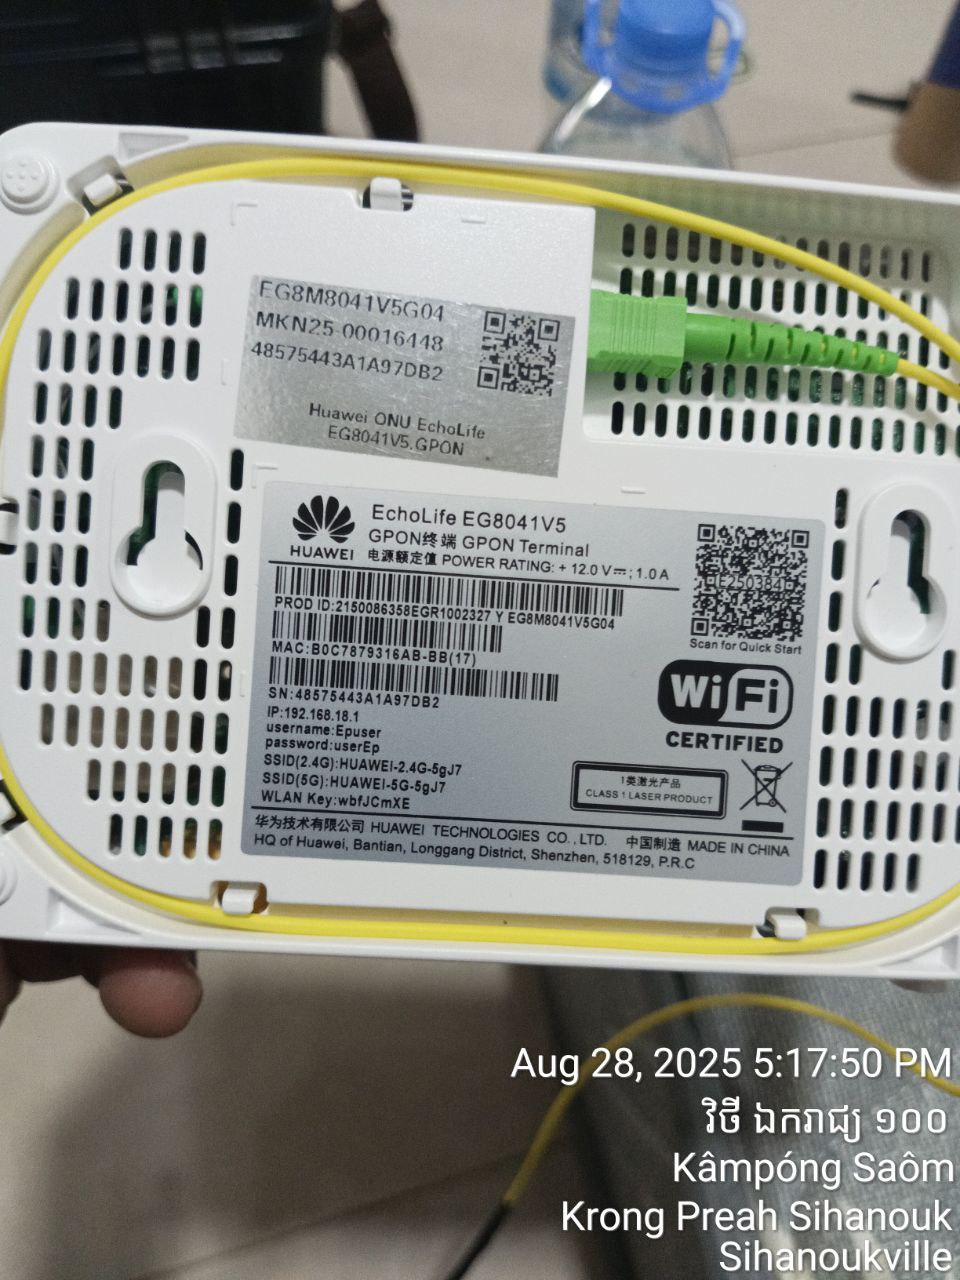 EG8M8041V5G04
MKN25-00016448
48575443A1A97DB2
Huawei ONU EchoLife
EG8041V5.GPON
HUAWEI
EchoLife EG8041V5
GPON终端 GPON Terminal
电源额定值 POWER RATING: + 12.0 V⎓; 1.0 A
PROD ID:2150086358EGR1002327 Y EG8M8041V5G04
MAC:B0C7879316AB-BB(17)
SN:48575443A1A97DB2
IP:192.168.18.1
username:Epuser
password:userEp
SSID(2.4G):HUAWEI-2.4G-5gJ7
SSID(5G):HUAWEI-5G-5gJ7
WLAN Key:wbfJCmXE
E250384
Scan for Quick Start
WiFi
CERTIFIED
1类激光产品
CLASS 1 LASER PRODUCT
华为技术有限公司 HUAWEI TECHNOLOGIES CO., LTD. 中国制造 MADE IN CHINA
HQ of Huawei, Bantian, Longgang District, Shenzhen, 518129, P.R.C
Aug 28, 2025 5:17:50 PM
វិថី ឯករាជ្យ ១០០
Kâmpóng Saôm
Krong Preah Sihanouk
Sihanoukville